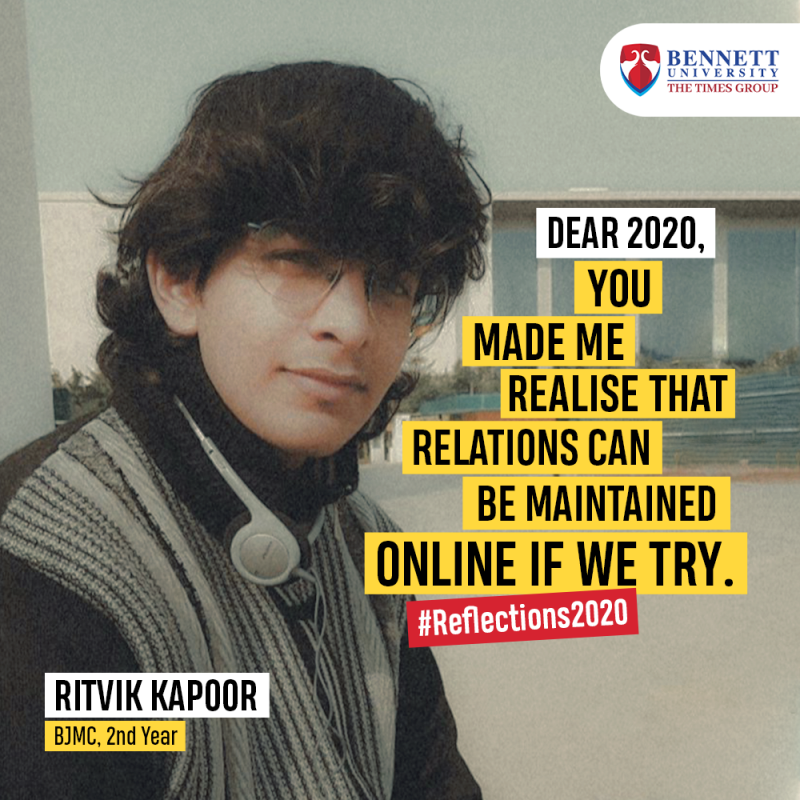 BENNETT
UNIVERSITY
THE TIMES GROUP
DEAR 2020,
YOU
MADE ME
REALISE THAT
RELATIONS CAN
BE MAINTAINED
ONLINE IF WE TRY.
#Reflections2020
RITVIK KAPOOR
BJMC, 2nd Year